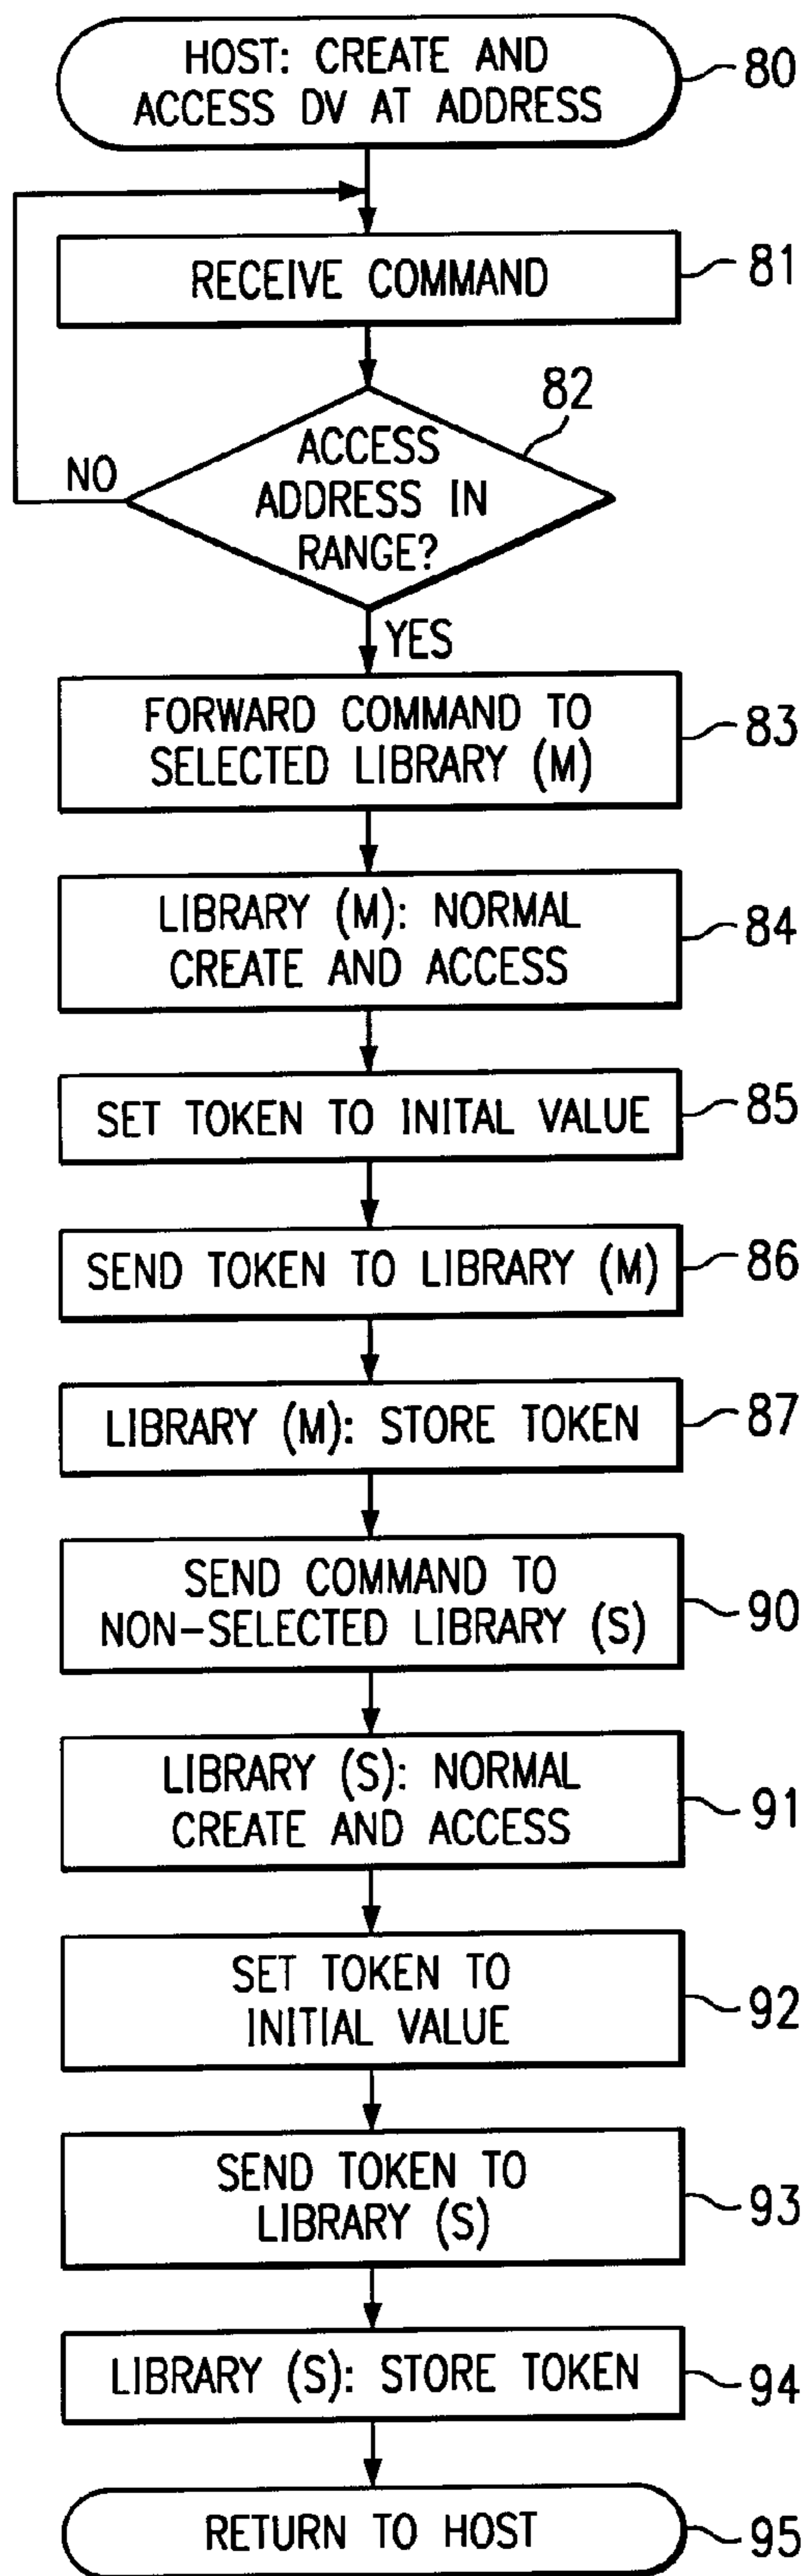 HOST: CREATE AND
ACCESS DV AT ADDRESS
80
RECEIVE COMMAND
81
82
ACCESS
ADDRESS IN
RANGE?
NO
YES
FORWARD COMMAND TO
SELECTED LIBRARY (M)
83
LIBRARY (M): NORMAL
CREATE AND ACCESS
84
SET TOKEN TO INITAL VALUE
85
SEND TOKEN TO LIBRARY (M)
86
LIBRARY (M): STORE TOKEN
87
SEND COMMAND TO
NON-SELECTED LIBRARY (S)
90
LIBRARY (S): NORMAL
CREATE AND ACCESS
91
SET TOKEN TO
INITIAL VALUE
92
SEND TOKEN TO
LIBRARY (S)
93
LIBRARY (S): STORE TOKEN
94
RETURN TO HOST
95